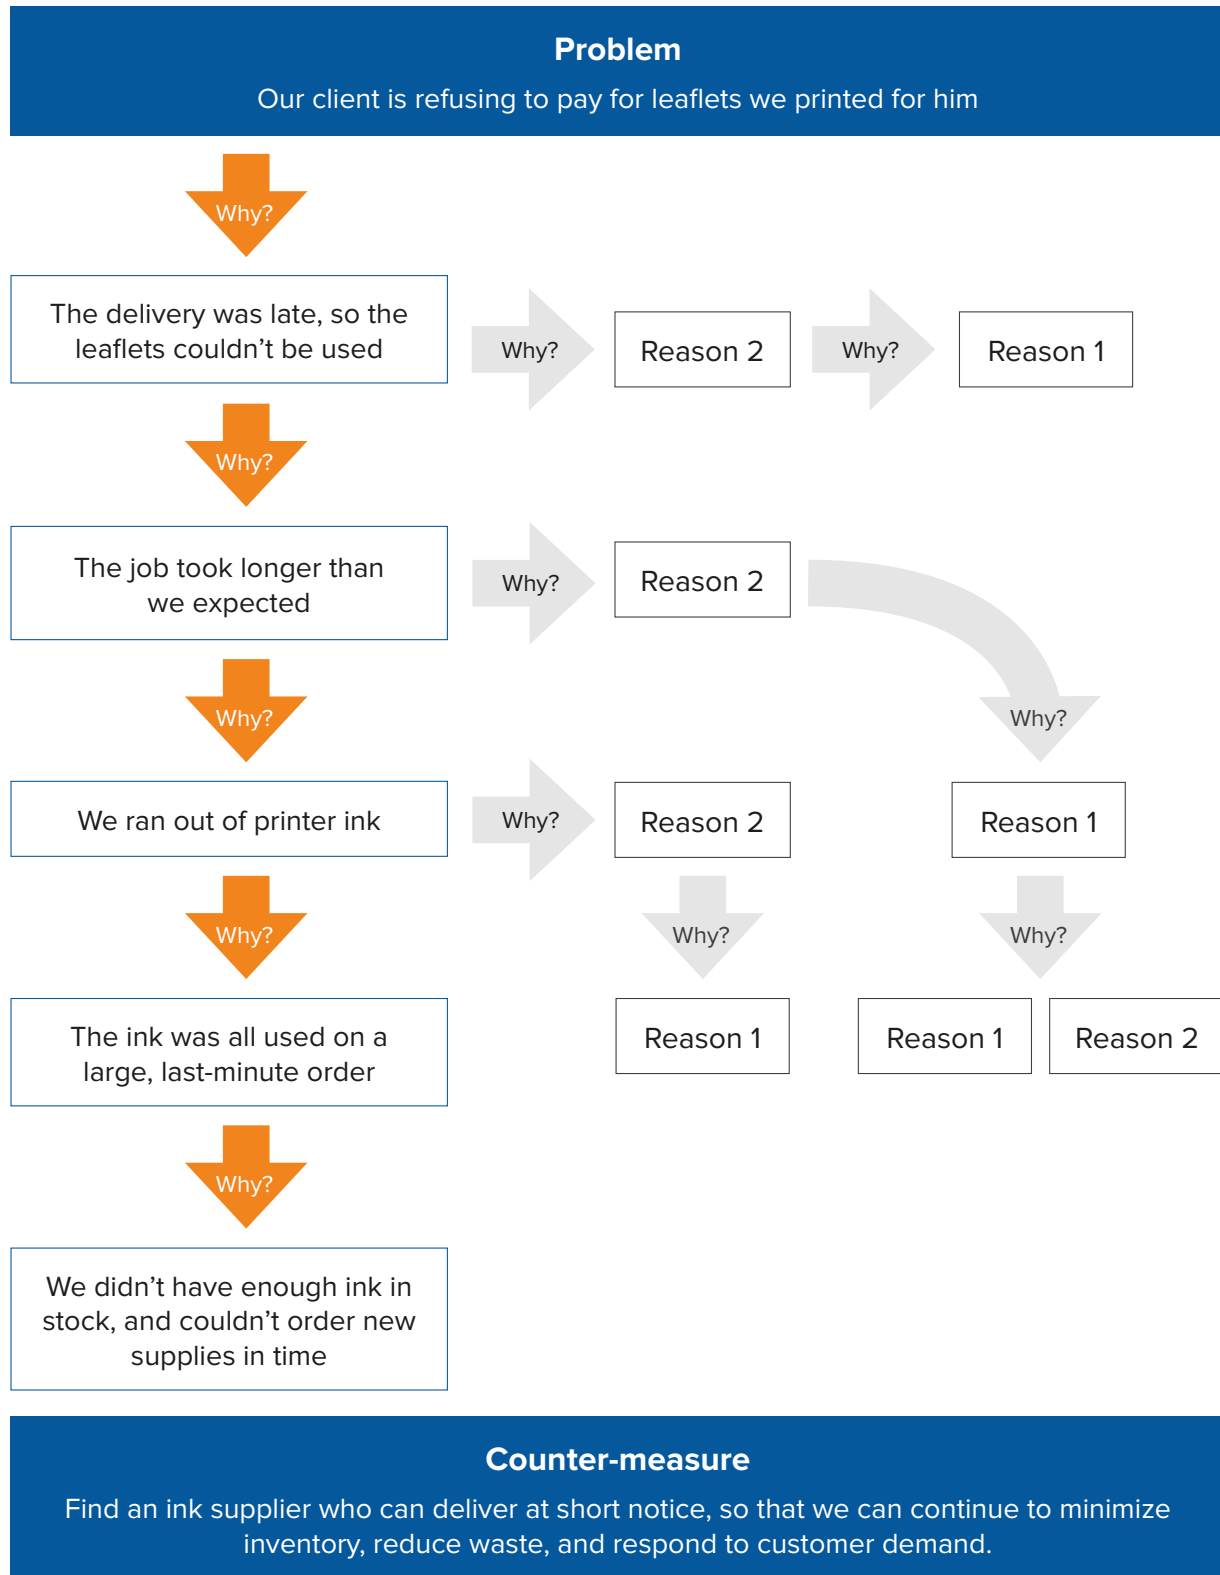 Problem
Our client is refusing to pay for leaflets we printed for him
Why?
The delivery was late, so the
leaflets couldn’t be used
Why?
Reason 2
Why?
Reason 1
Why?
The job took longer than
we expected
Why?
Reason 2
Why?
Why?
We ran out of printer ink
Why?
Reason 2
Reason 1
Why?
Why?
Why?
The ink was all used on a
large, last-minute order
Reason 1
Reason 1
Reason 2
Why?
We didn’t have enough ink in
stock, and couldn’t order new
supplies in time
Counter-measure
Find an ink supplier who can deliver at short notice, so that we can continue to minimize
inventory, reduce waste, and respond to customer demand.